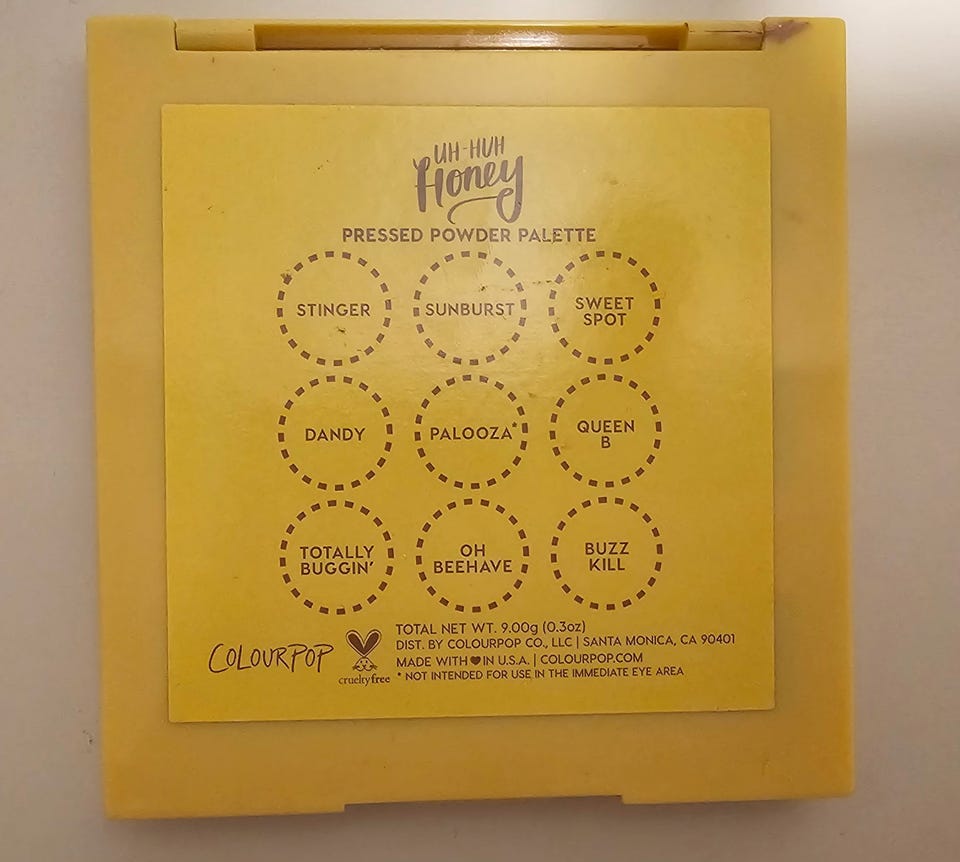 UH-HUH
Honey
PRESSED POWDER PALETTE
STINGER
SUNBURST
SWEET
SPOT
DANDY
PALOOZA*
QUEEN
B
TOTALLY
BUGGIN'
OH
BEEHAVE
BUZZ
KILL
COLOURPOP
crueltyfree
TOTAL NET WT. 9.00g (0.3oz)
DIST. BY COLOURPOP CO., LLC | SANTA MONICA, CA 90401
MADE WITH ♥ IN U.S.A. | COLOURPOP.COM
* NOT INTENDED FOR USE IN THE IMMEDIATE EYE AREA